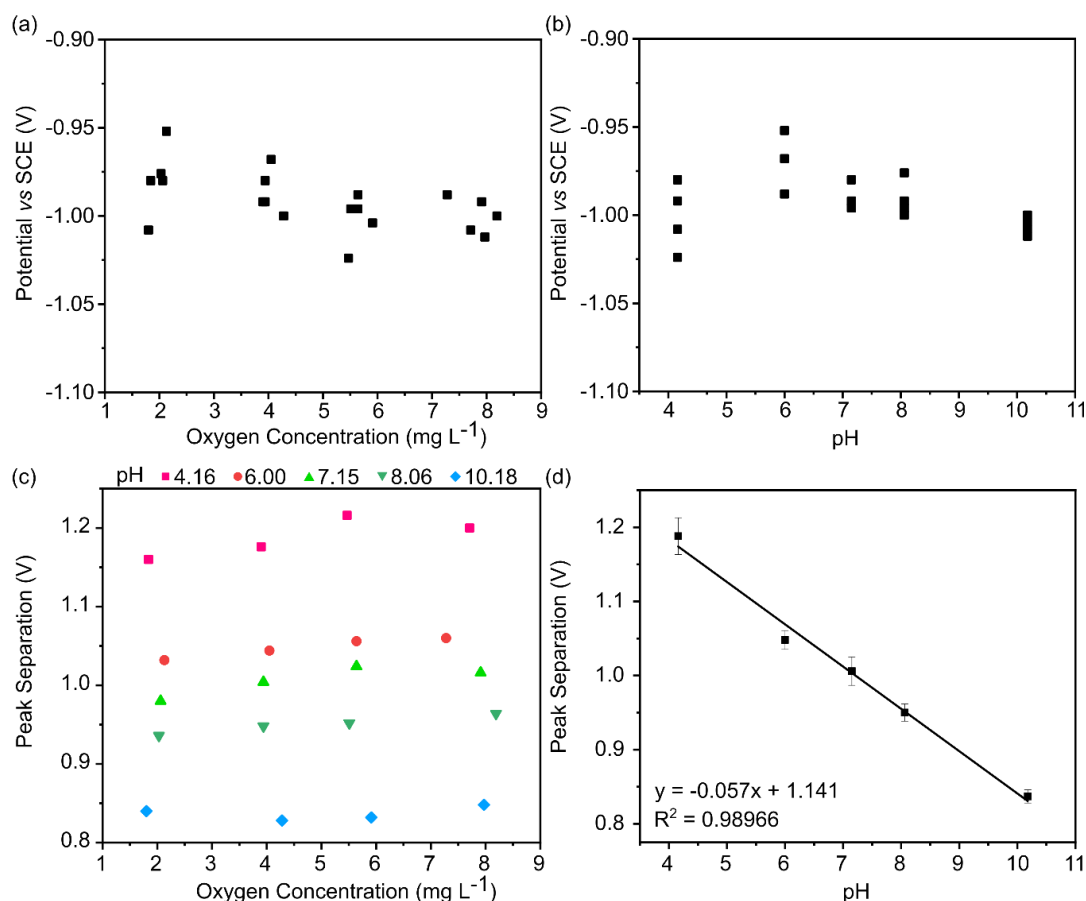 (a)
-0.90
-0.95
-1.00
-1.05
-1.10
Potential vs SCE (V)
1 2 3 4 5 6 7 8 9
Oxygen Concentration (mg L-1)
(b)
-0.90
-0.95
-1.00
-1.05
-1.10
Potential vs SCE (V)
4 5 6 7 8 9 10 11
pH
(c)
pH 4.16 6.00 7.15 8.06 10.18
1.2
1.1
1.0
0.9
0.8
Peak Separation (V)
1 2 3 4 5 6 7 8 9
Oxygen Concentration (mg L-1)
(d)
1.2
1.1
1.0
0.9
0.8
Peak Separation (V)
y = -0.057x + 1.141
R2 = 0.98966
4 5 6 7 8 9 10 11
pH